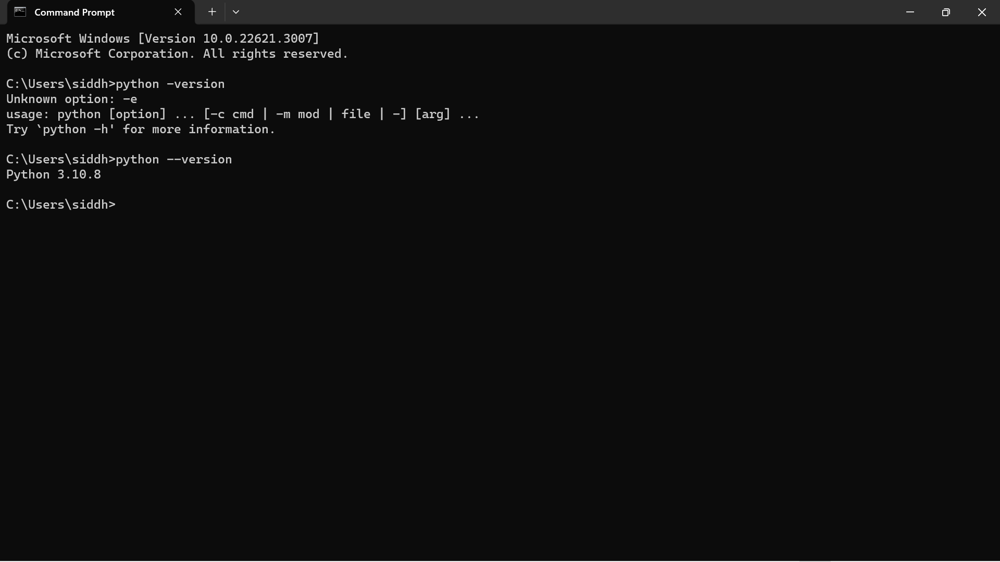 Command Prompt
Microsoft Windows [Version 10.0.22621.3007]
(c) Microsoft Corporation. All rights reserved.
C:\Users\siddh>python -version
Unknown option: -e
usage: python [option] ... [-c cmd | -m mod | file | -] [arg] ...
Try `python -h' for more information.
C:\Users\siddh>python --version
Python 3.10.8
C:\Users\siddh>